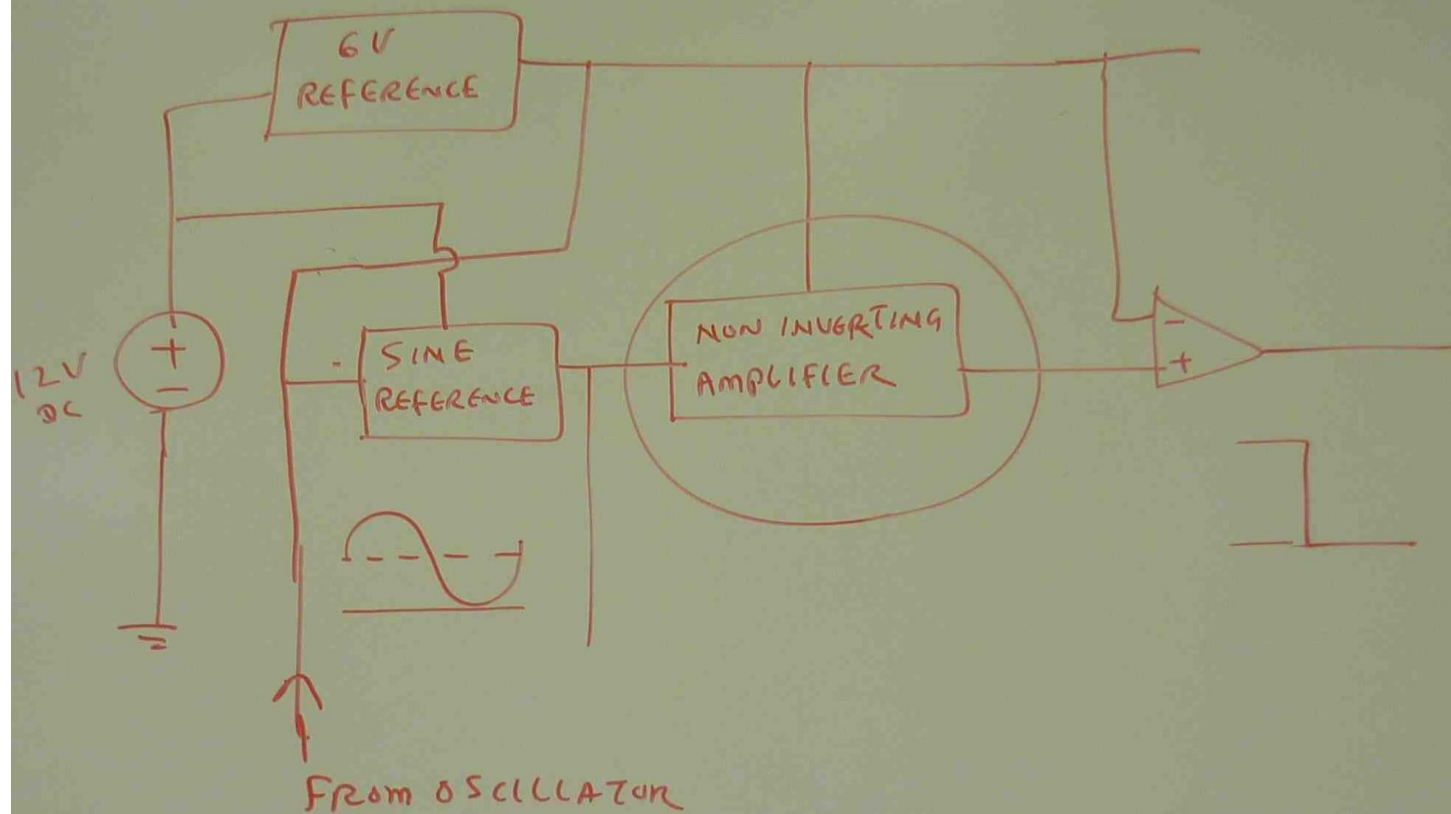 6V
REFERENCE
12V
DC
+
-
-
SINE
REFERENCE
NON INVERTING
AMPLIFIER
-
+
FROM OSCILLATOR